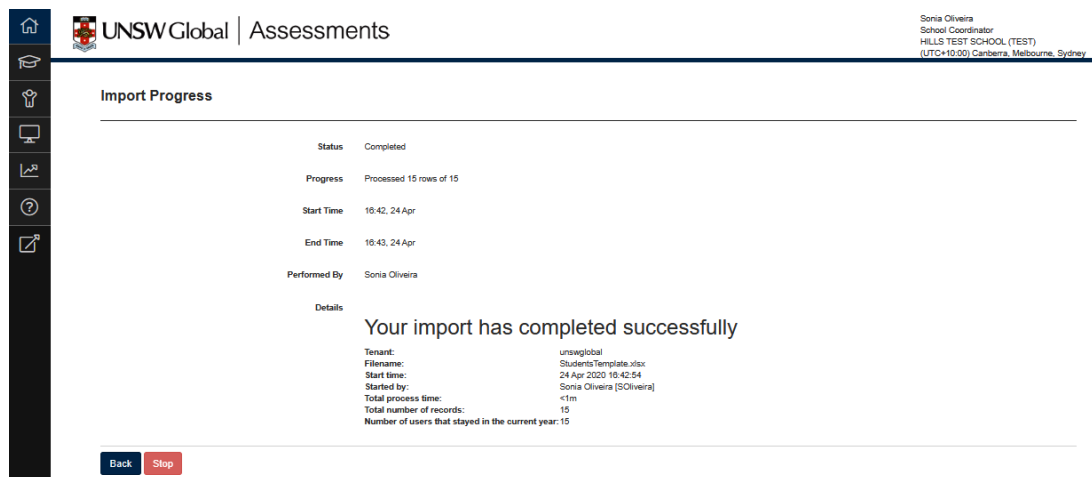 UNSW Global | Assessments
Sonia Oliveira
School Coordinator
HILLS TEST SCHOOL (TEST)
(UTC+10:00) Canberra, Melbourne, Sydney
Import Progress
Status Completed
Progress Processed 15 rows of 15
Start Time 16:42, 24 Apr
End Time 16:43, 24 Apr
Performed By Sonia Oliveira
Details
Your import has completed successfully
Tenant: unswglobal
Filename: StudentsTemplate.xlsx
Start time: 24 Apr 2020 16:42:54
Started by: Sonia Oliveira [SOliveira]
Total process time: <1m
Total number of records: 15
Number of users that stayed in the current year: 15
Back Stop